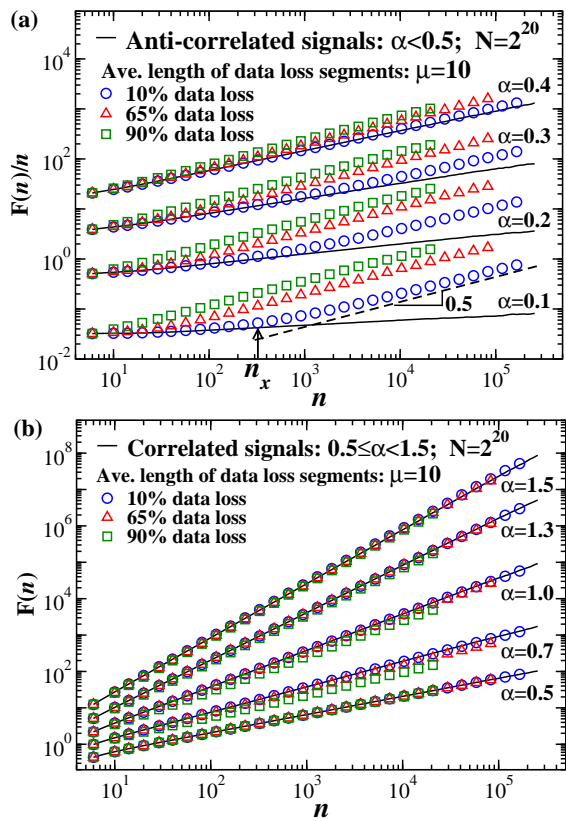 (a)
10^4
Anti-correlated signals: α<0.5; N=2^20
Ave. length of data loss segments: μ=10
10% data loss
65% data loss
90% data loss
α=0.4
α=0.3
α=0.2
α=0.1
0.5
n_x
F(n)/n
10^2
10^0
10^-2
10^1 10^2 10^3 10^4 10^5
n
(b)
10^8
Correlated signals: 0.5≤α<1.5; N=2^20
Ave. length of data loss segments: μ=10
10% data loss
65% data loss
90% data loss
α=1.5
α=1.3
α=1.0
α=0.7
α=0.5
F(n)
10^6
10^4
10^2
10^0
10^1 10^2 10^3 10^4 10^5
n